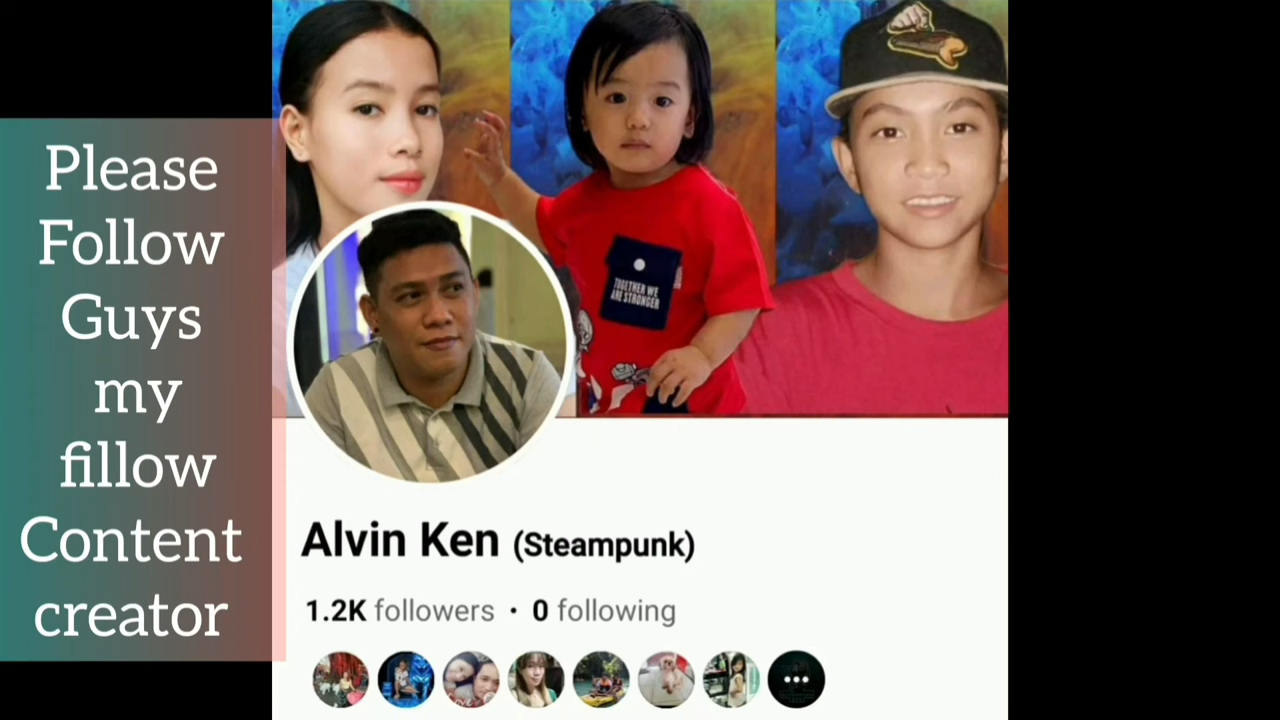 Please
Follow
Guys
my
fillow
Content
creator
TOGETHER WE
ARE STRONGER
Alvin Ken (Steampunk)
1.2K followers • 0 following